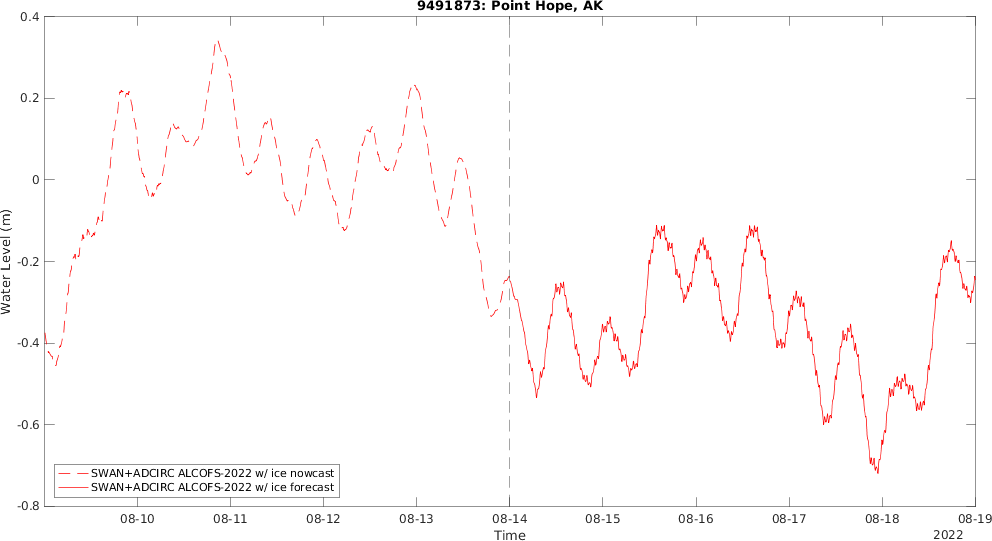 9491873: Point Hope, AK
0.4
0.2
0
-0.2
-0.4
-0.6
-0.8
Water Level (m)
SWAN+ADCIRC ALCOFS-2022 w/ ice nowcast
SWAN+ADCIRC ALCOFS-2022 w/ ice forecast
08-10 08-11 08-12 08-13 08-14 08-15 08-16 08-17 08-18 08-19
Time
2022